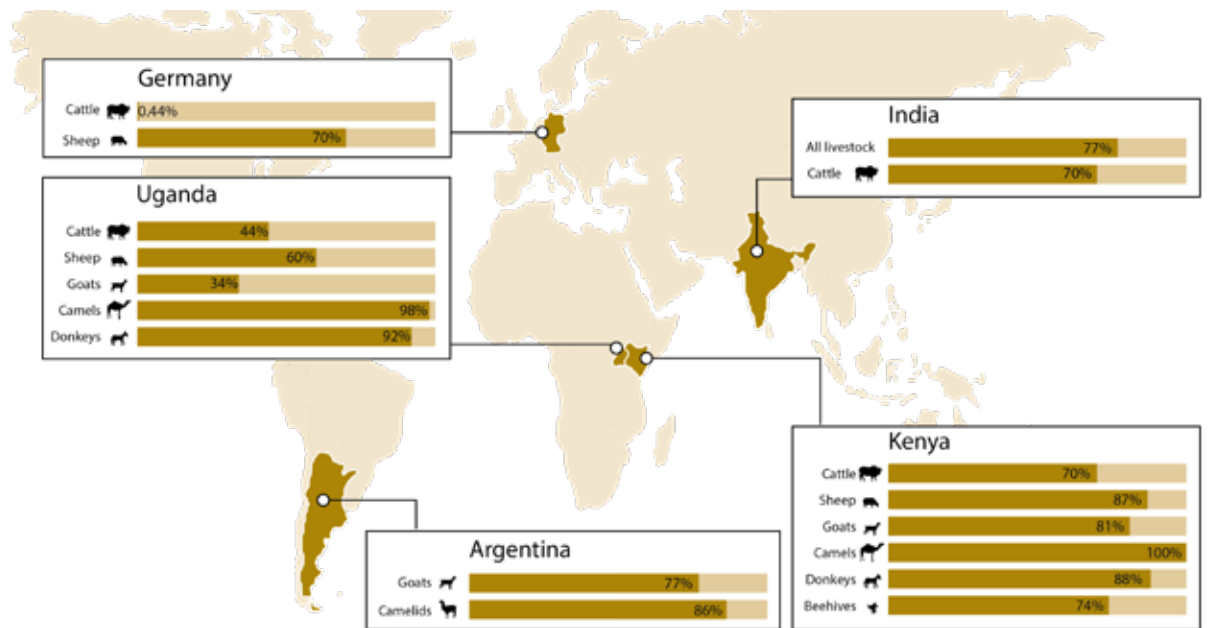 Germany
Cattle 0.44%
Sheep 70%
Uganda
Cattle 44%
Sheep 60%
Goats 34%
Camels 98%
Donkeys 92%
India
All livestock 77%
Cattle 70%
Argentina
Goats 77%
Camelids 86%
Kenya
Cattle 70%
Sheep 87%
Goats 81%
Camels 100%
Donkeys 88%
Beehives 74%